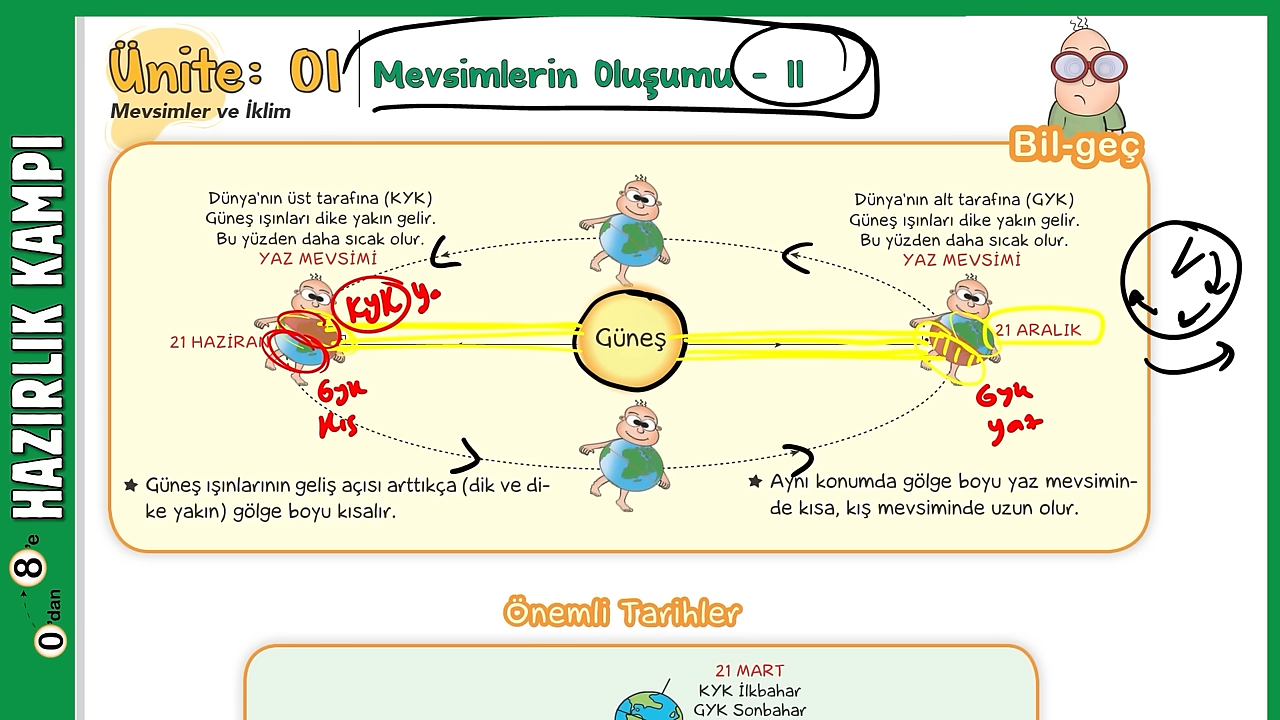 HAZIRLIK KAMPI
0'dan 8'e
Ünite: 01
Mevsimler ve İklim
Mevsimlerin Oluşumu - II
Bil-geç
Dünya'nın üst tarafına (KYK)
Güneş ışınları dike yakın gelir.
Bu yüzden daha sıcak olur.
YAZ MEVSİMİ
Dünya'nın alt tarafına (GYK)
Güneş ışınları dike yakın gelir.
Bu yüzden daha sıcak olur.
YAZ MEVSİMİ
KYK
21 HAZİRAN
Güneş
21 ARALIK
Gyk
Kış
Gyk
yaz
★ Güneş ışınlarının geliş açısı arttıkça (dik ve di-
ke yakın) gölge boyu kısalır.
★ Aynı konumda gölge boyu yaz mevsimin-
de kısa, kış mevsiminde uzun olur.
Önemli Tarihler
21 MART
KYK İlkbahar
GYK Sonbahar